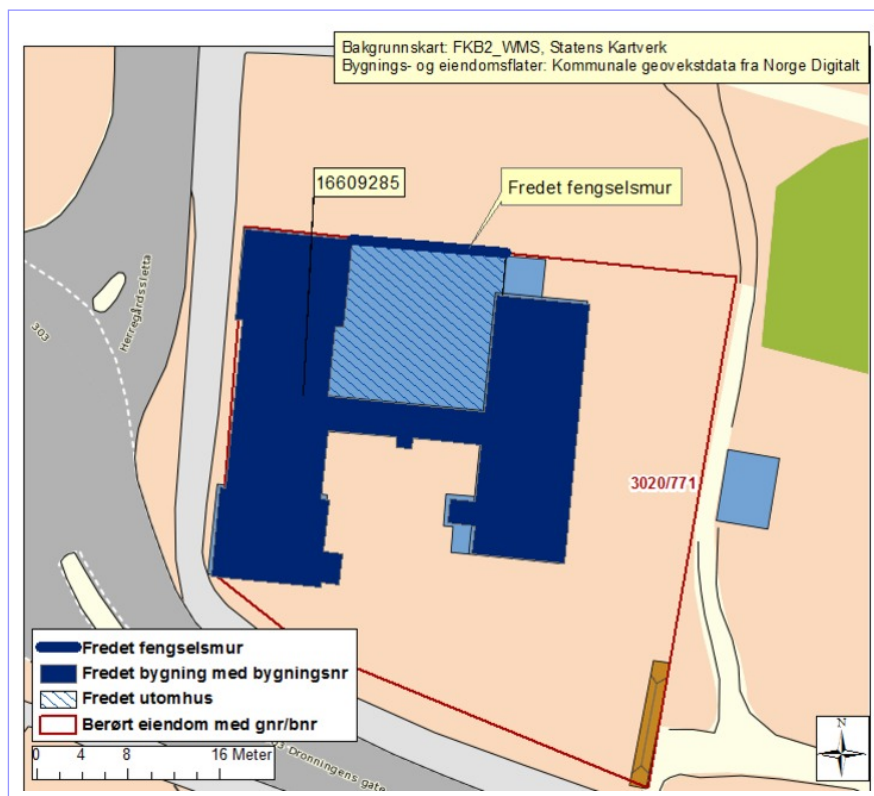 Bakgrunnskart: FKB2_WMS, Statens Kartverk
Bygnings- og eiendomsflater: Kommunale geovekstdata fra Norge Digitalt
16609285
Fredet fengselsmur
Herregårdssletta
303
3020/771
Fredet fengselsmur
Fredet bygning med bygningsnr
Fredet utomhus
Berørt eiendom med gnr/bnr
0 4 8 16 Meter
03 Dronningens gate
N